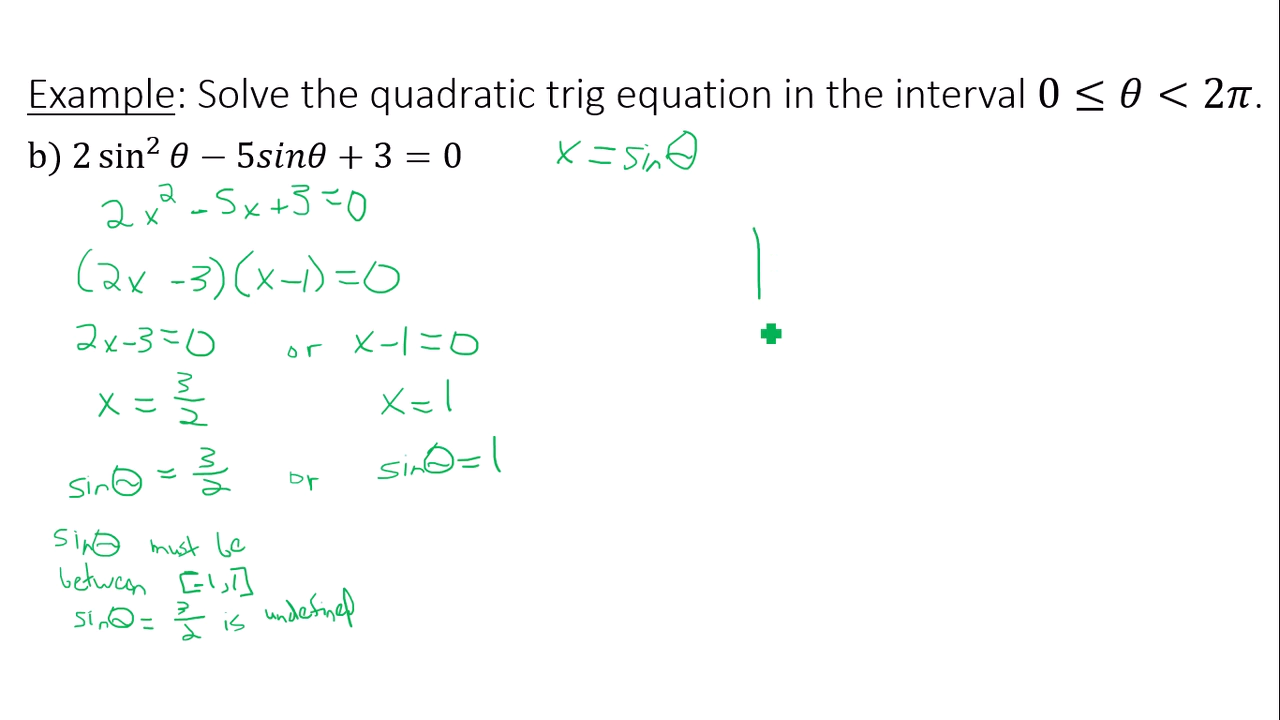 Example: Solve the quadratic trig equation in the interval 0 ≤ θ < 2π.
b) 2 sin² θ − 5sinθ + 3 = 0 x = sinθ
2x² - 5x + 3 = 0
(2x - 3)(x - 1) = 0
2x - 3 = 0 or x - 1 = 0
x = 3/2 x = 1
sinθ = 3/2 or sinθ = 1
sinθ must be
between [-1, 1]
sinθ = 3/2 is undefined